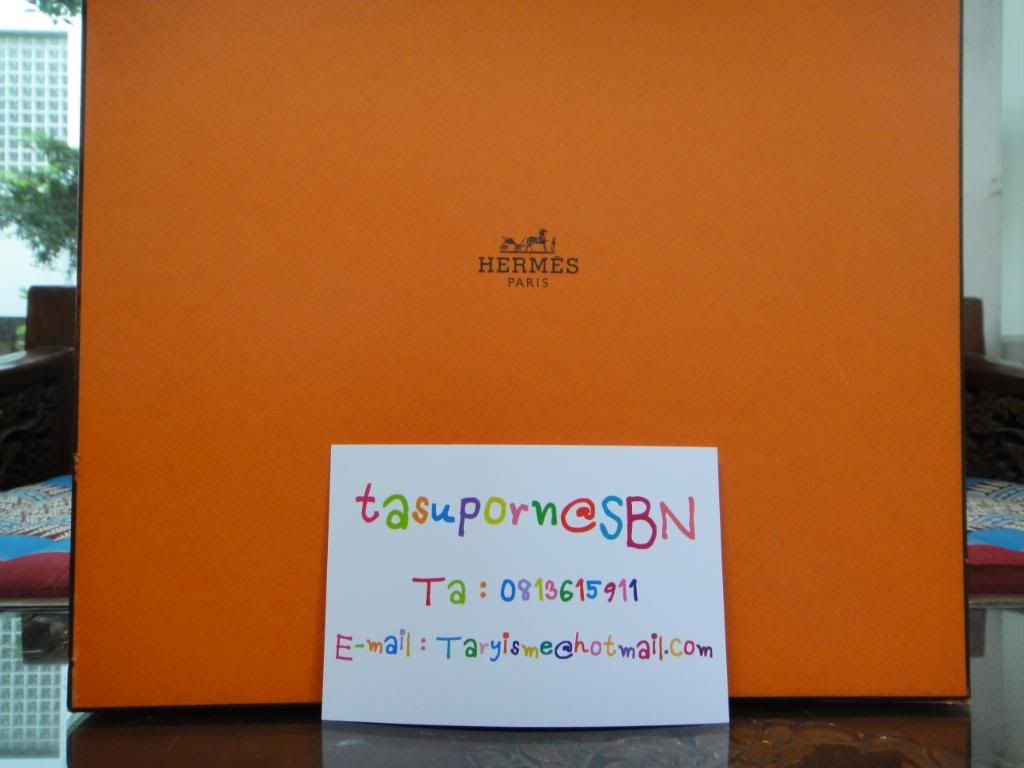 HERMÈS
PARIS
tasuporn@SBN
Ta : 0813615911
E-mail : Taryisme@hotmail.com